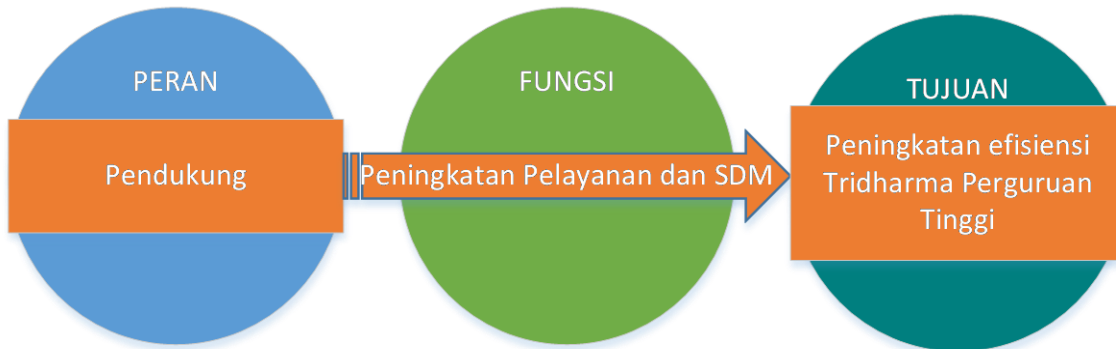 PERAN
Pendukung
FUNGSI
Peningkatan Pelayanan dan SDM
TUJUAN
Peningkatan efisiensi
Tridharma Perguruan
Tinggi